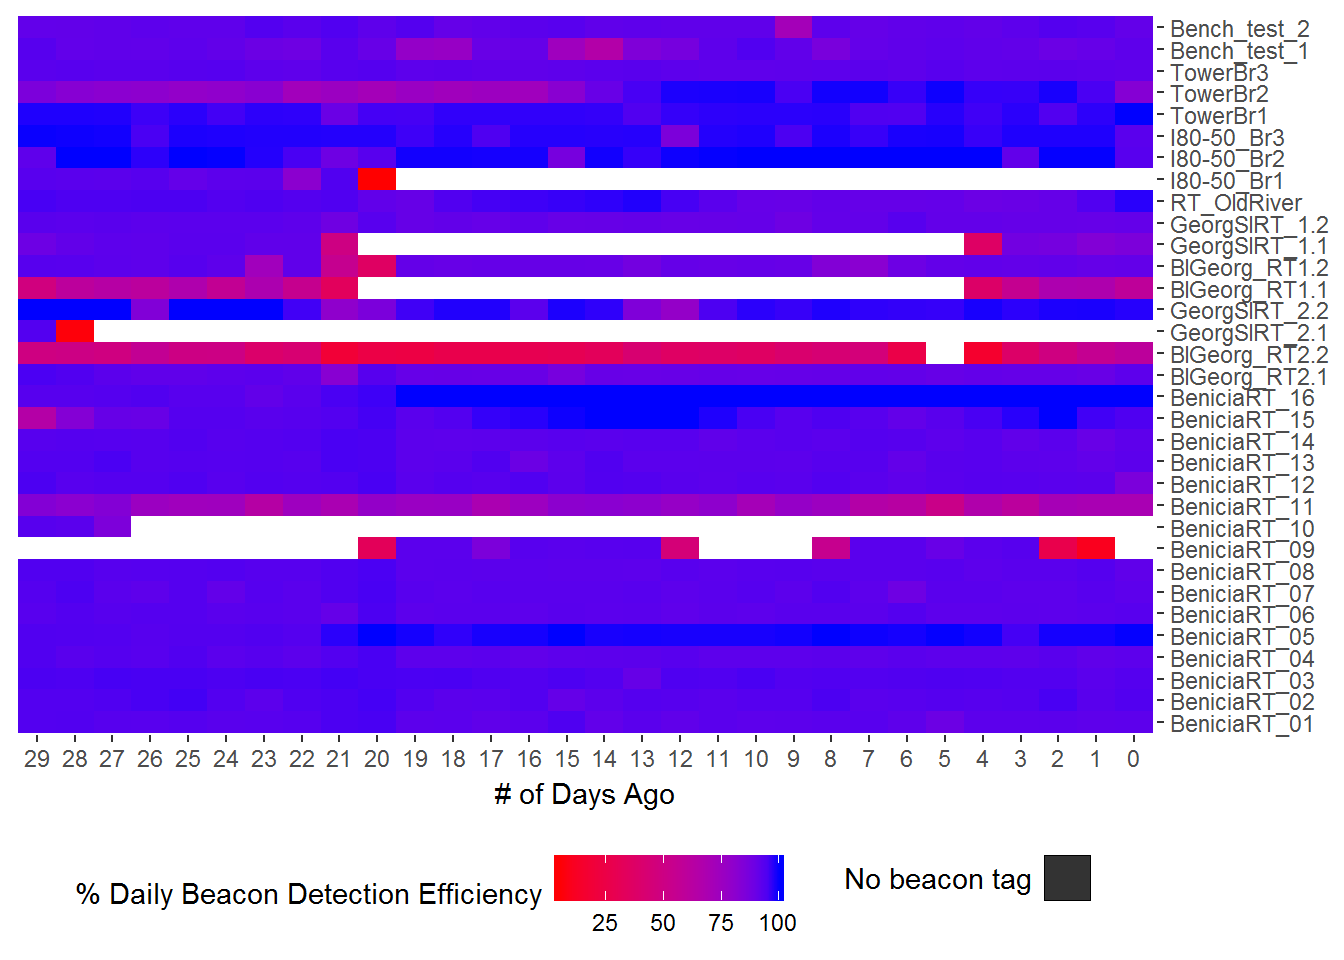 Bench_test_2
Bench_test_1
TowerBr3
TowerBr2
TowerBr1
I80-50_Br3
I80-50_Br2
I80-50_Br1
RT_OldRiver
GeorgSlRT_1.2
GeorgSlRT_1.1
BlGeorg_RT1.2
BlGeorg_RT1.1
GeorgSlRT_2.2
GeorgSlRT_2.1
BlGeorg_RT2.2
BlGeorg_RT2.1
BeniciaRT_16
BeniciaRT_15
BeniciaRT_14
BeniciaRT_13
BeniciaRT_12
BeniciaRT_11
BeniciaRT_10
BeniciaRT_09
BeniciaRT_08
BeniciaRT_07
BeniciaRT_06
BeniciaRT_05
BeniciaRT_04
BeniciaRT_03
BeniciaRT_02
BeniciaRT_01
29 28 27 26 25 24 23 22 21 20 19 18 17 16 15 14 13 12 11 10 9 8 7 6 5 4 3 2 1 0
# of Days Ago
% Daily Beacon Detection Efficiency
25 50 75 100
No beacon tag